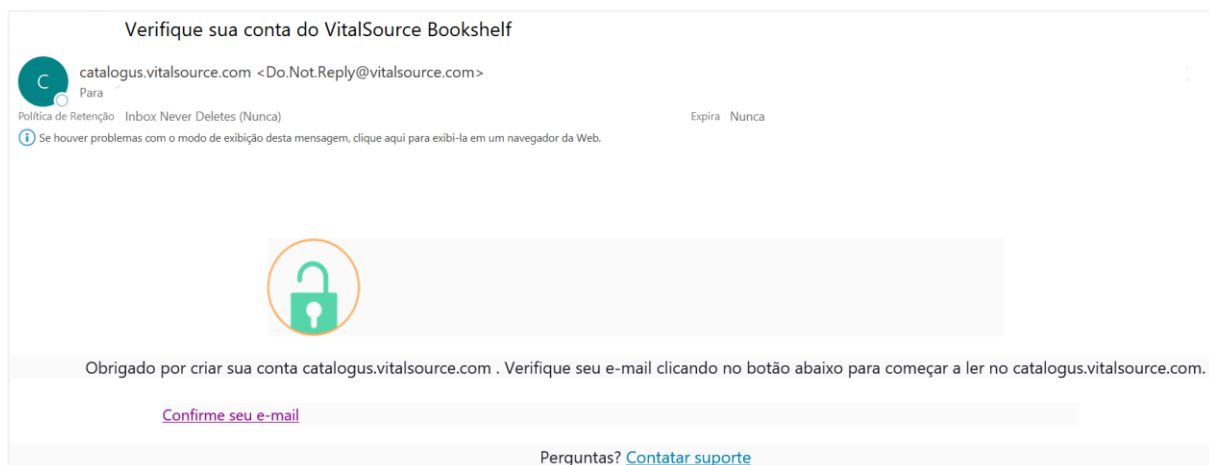 Verifique sua conta do VitalSource Bookshelf
C
catalogus.vitalsource.com <Do.Not.Reply@vitalsource.com>
Para
Política de Retenção Inbox Never Deletes (Nunca) Expira Nunca
Se houver problemas com o modo de exibição desta mensagem, clique aqui para exibi-la em um navegador da Web.
Obrigado por criar sua conta catalogus.vitalsource.com . Verifique seu e-mail clicando no botão abaixo para começar a ler no catalogus.vitalsource.com.
Confirme seu e-mail
Perguntas? Contatar suporte